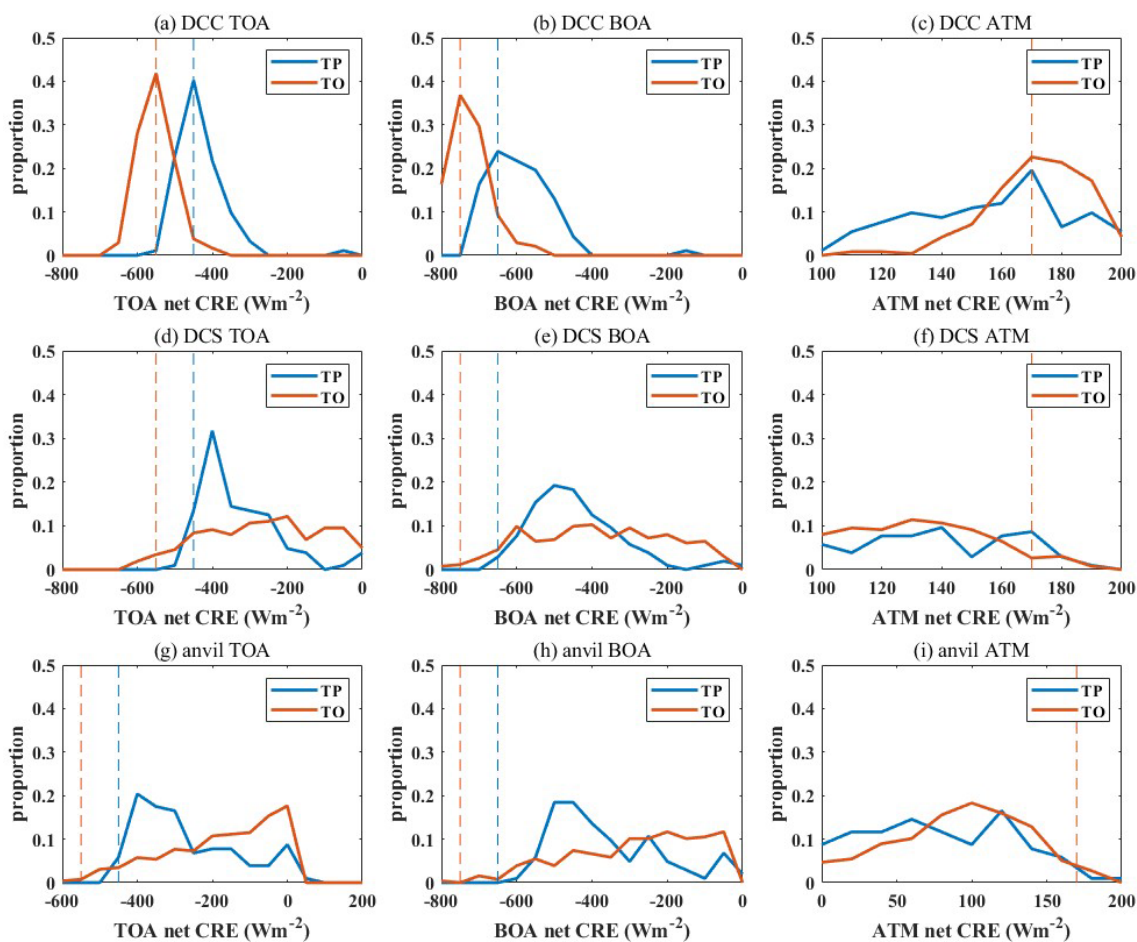 (a) DCC TOA
(b) DCC BOA
(c) DCC ATM
proportion
0.5
0.4
0.3
0.2
0.1
0
-800
-600
-400
-200
0
TOA net CRE (Wm-2)
TP
TO
proportion
0.5
0.4
0.3
0.2
0.1
0
-800
-600
-400
-200
0
BOA net CRE (Wm-2)
TP
TO
proportion
0.5
0.4
0.3
0.2
0.1
0
100
120
140
160
180
200
ATM net CRE (Wm-2)
TP
TO
(d) DCS TOA
(e) DCS BOA
(f) DCS ATM
proportion
0.5
0.4
0.3
0.2
0.1
0
-800
-600
-400
-200
0
TOA net CRE (Wm-2)
TP
TO
proportion
0.5
0.4
0.3
0.2
0.1
0
-800
-600
-400
-200
0
BOA net CRE (Wm-2)
TP
TO
proportion
0.5
0.4
0.3
0.2
0.1
0
100
120
140
160
180
200
ATM net CRE (Wm-2)
TP
TO
(g) anvil TOA
(h) anvil BOA
(i) anvil ATM
proportion
0.5
0.4
0.3
0.2
0.1
0
-600
-400
-200
0
200
TOA net CRE (Wm-2)
TP
TO
proportion
0.5
0.4
0.3
0.2
0.1
0
-800
-600
-400
-200
0
BOA net CRE (Wm-2)
TP
TO
proportion
0.5
0.4
0.3
0.2
0.1
0
0
50
100
150
200
ATM net CRE (Wm-2)
TP
TO